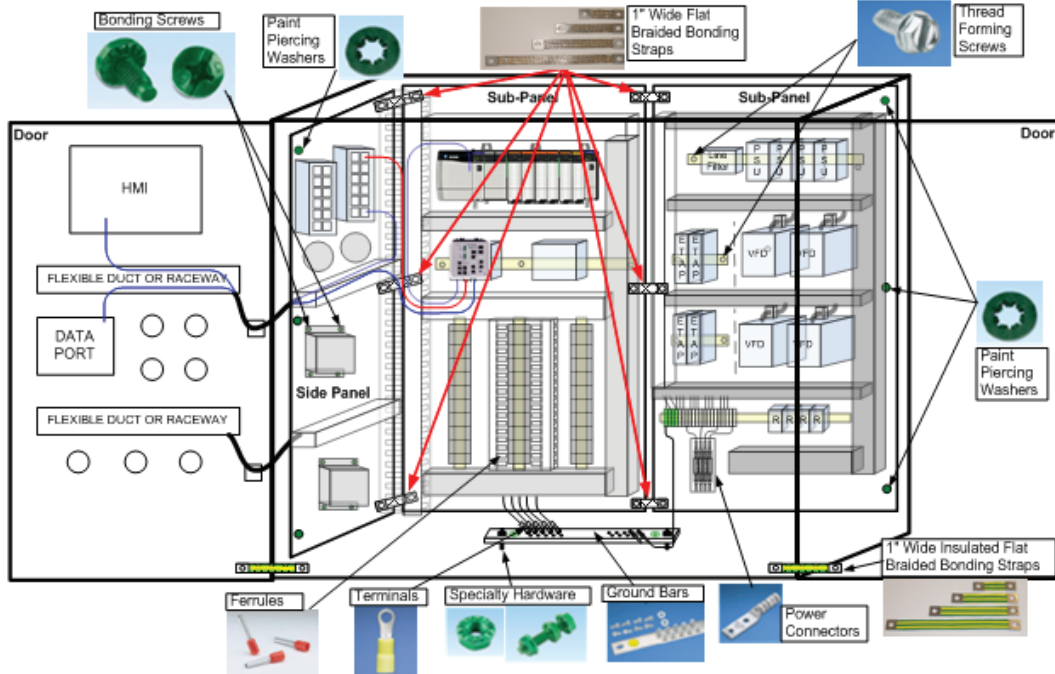 Bonding Screws
Paint
Piercing
Washers
1" Wide Flat
Braided Bonding
Straps
Thread
Forming
Screws
Door
Sub-Panel
Sub-Panel
Door
HMI
Line
Filter
P S U
P S U
P S U
P S U
FLEXIBLE DUCT OR RACEWAY
E T A P
E T A P
VFD
VFD
DATA
PORT
E T A P
E T A P
VFD
VFD
Paint
Piercing
Washers
Side Panel
FLEXIBLE DUCT OR RACEWAY
R R R R
1" Wide Insulated Flat
Braided Bonding Straps
Ferrules
Terminals
Specialty Hardware
Ground Bars
Power
Connectors